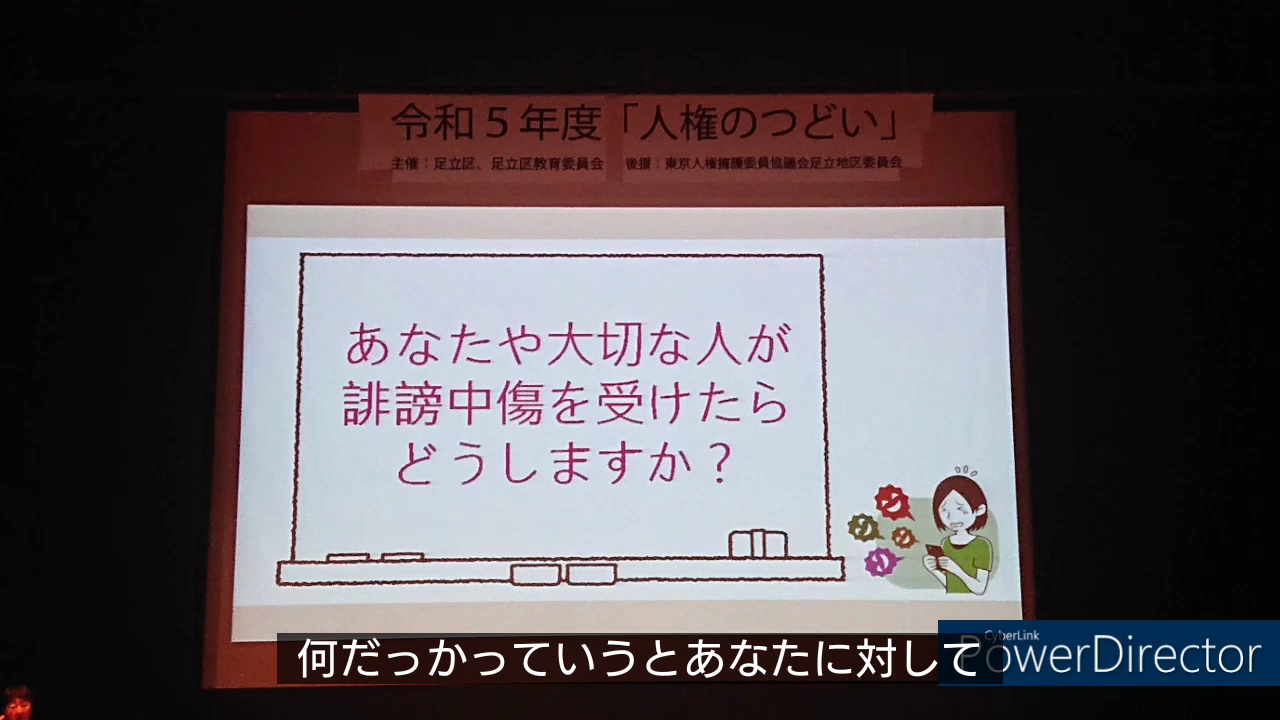 令和5年度「人権のつどい」
主催：足立区、足立区教育委員会　後援：東京人権擁護委員協議会足立地区委員会
あなたや大切な人が
誹謗中傷を受けたら
どうしますか？
何だっかっていうとあなたに対して
CyberLink
PowerDirector